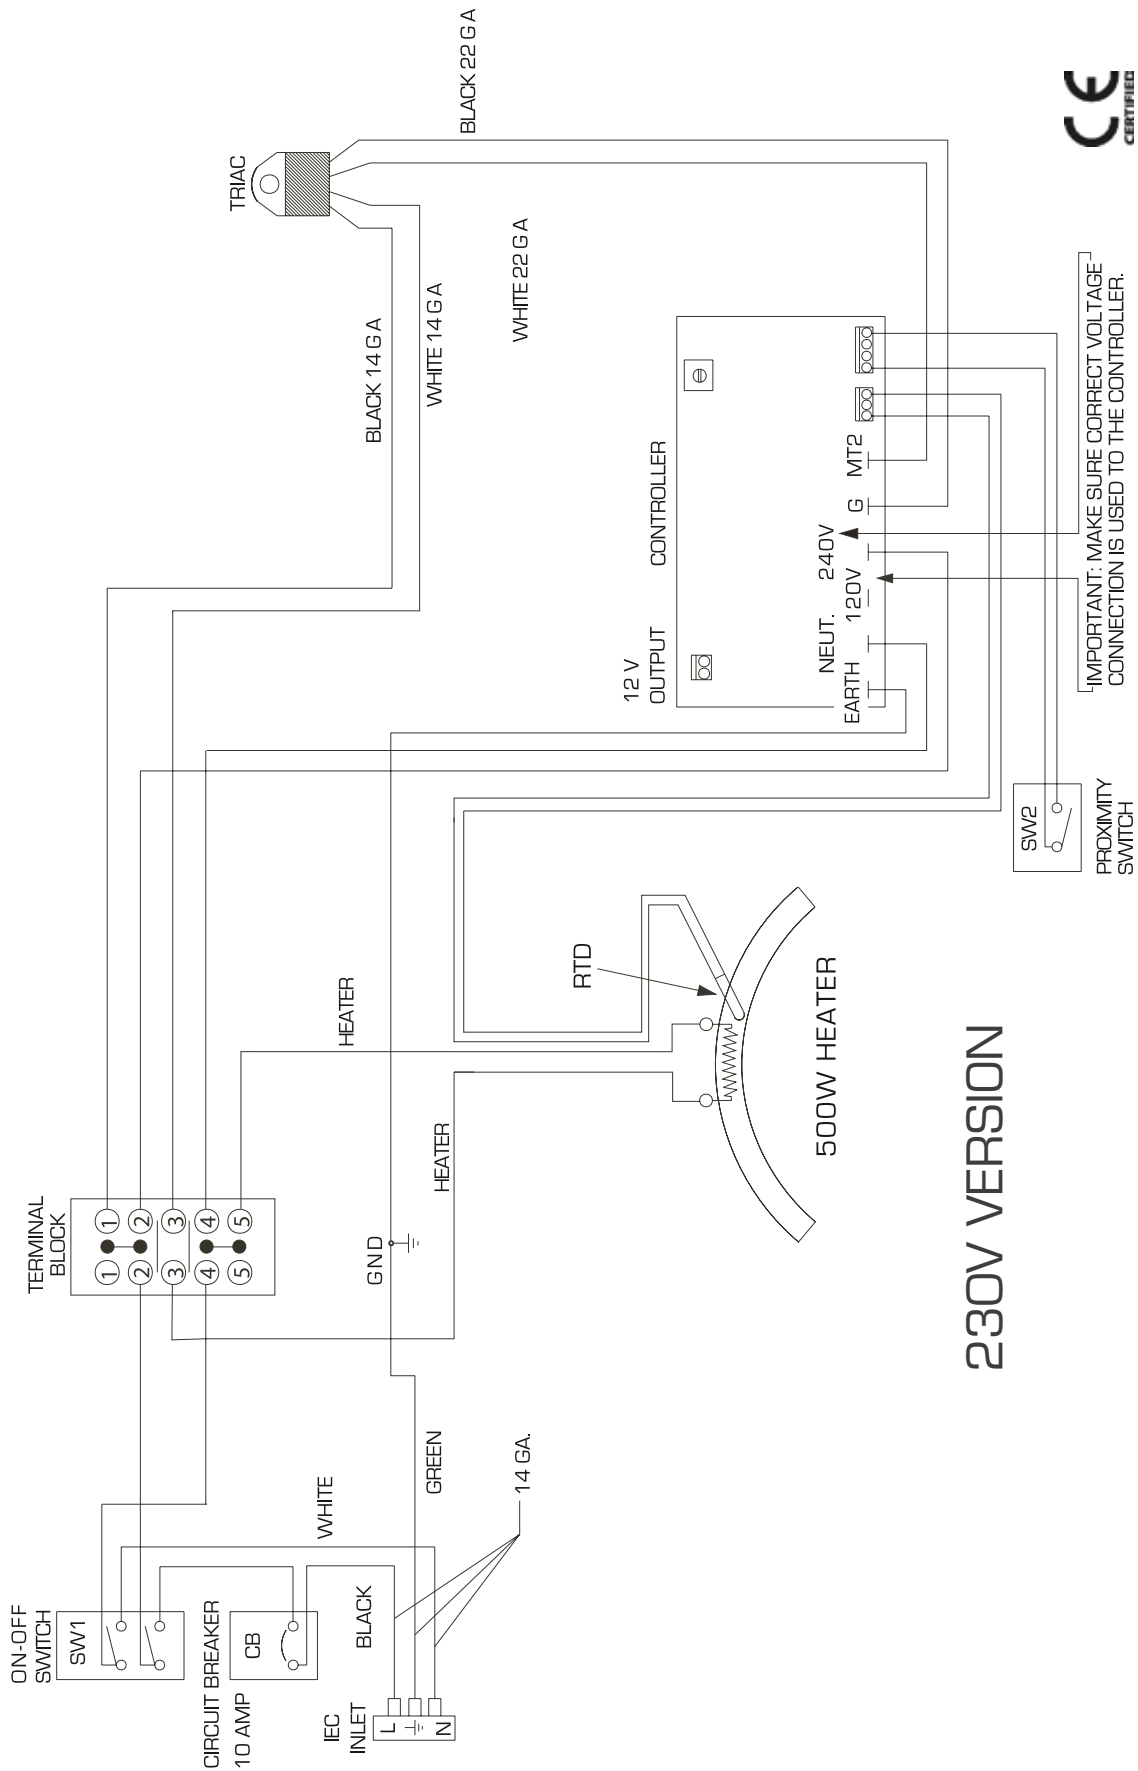 ON-OFF
SWITCH
SW1
CIRCUIT BREAKER
10 AMP
CB
IEC
INLET
L
N
BLACK
WHITE
GREEN
14 GA.
TERMINAL
BLOCK
1 2 3 4 5
1 2 3 4 5
GND
HEATER
HEATER
RTD
500W HEATER
230V VERSION
TRIAC
BLACK 14 GA
WHITE 14 GA
BLACK 22 GA
WHITE 22 GA
12 V
OUTPUT
CONTROLLER
EARTH
NEUT.
120V
240V
G
MT2
SW2
PROXIMITY
SWITCH
IMPORTANT: MAKE SURE CORRECT VOLTAGE
CONNECTION IS USED TO THE CONTROLLER.
CE
CERTIFIED